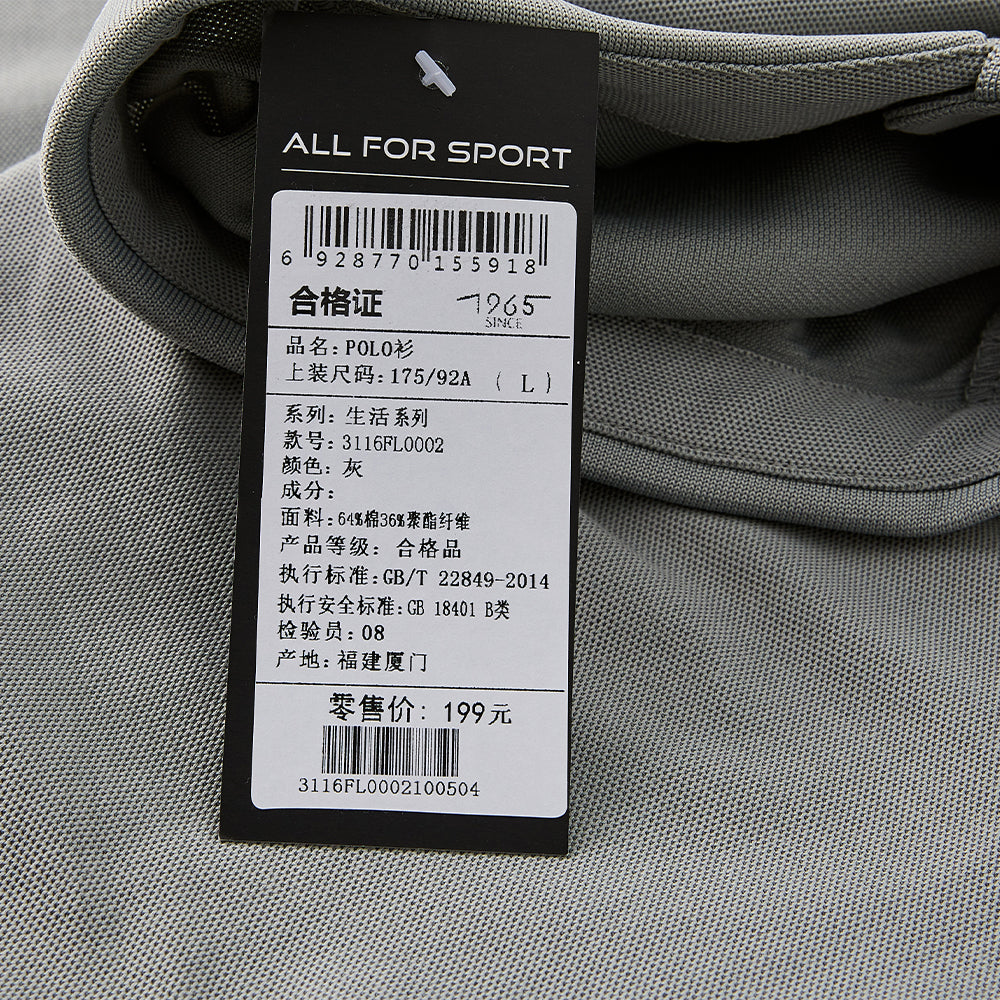 ALL FOR SPORT
6 928770 155918
合格证
1965
SINCE
品名:POLO衫
上装尺码:175/92A ( L )
系列: 生活系列
款号: 3116FL0002
颜色: 灰
成分:
面料:64%棉36%聚酯纤维
产品等级: 合格品
执行标准:GB/T 22849-2014
执行安全标准:GB 18401 B类
检验员: 08
产地: 福建厦门
零售价: 199元
3116FL0002100504